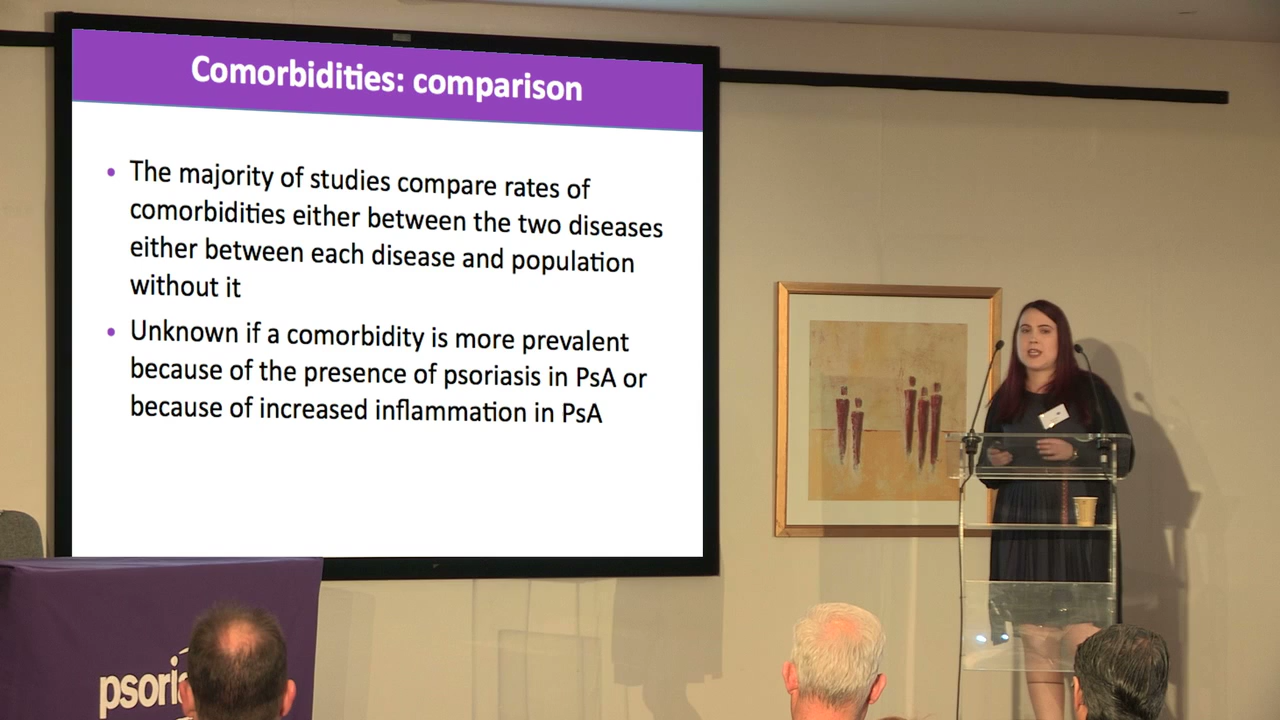 Comorbidities: comparison
• The majority of studies compare rates of
comorbidities either between the two diseases
either between each disease and population
without it
• Unknown if a comorbidity is more prevalent
because of the presence of psoriasis in PsA or
because of increased inflammation in PsA
psori